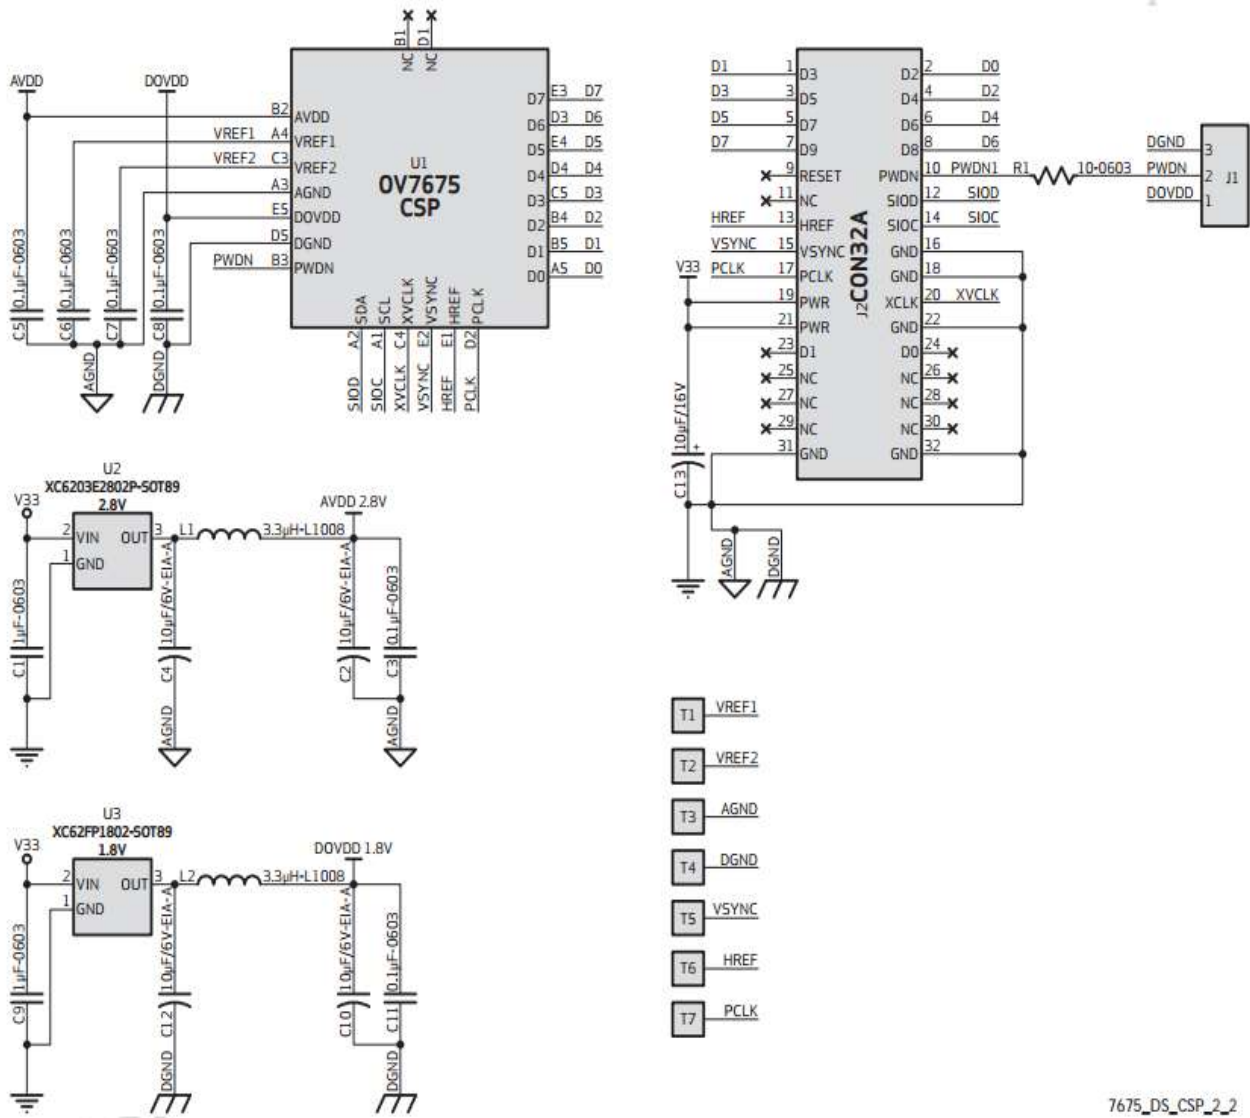 B1
NC
D1
NC
AVDD
DOVDD
B2 AVDD
VREF1 A4 VREF1
VREF2 C3 VREF2
A3 AGND
E5 DOVDD
D5 DGND
PWDN B3 PWDN
U1
OV7675
CSP
D7 E3 D7
D6 D3 D6
D5 E4 D5
D4 D4 D4
D3 C5 D3
D2 B4 D2
D1 B5 D1
D0 A5 D0
SDA
SCL
XVCLK
VSYNC
HREF
PCLK
A2
A1
C4
E2
E1
D2
SIOD
SIOC
XVCLK
VSYNC
HREF
PCLK
C5 0.1µF-0603
C6 0.1µF-0603
C7 0.1µF-0603
C8 0.1µF-0603
AGND
DGND
D1 1 D3
D3 3 D5
D5 5 D7
D7 7 D9
9 RESET
11 NC
HREF 13 HREF
VSYNC 15 VSYNC
PCLK 17 PCLK
19 PWR
21 PWR
23 D1
25 NC
27 NC
29 NC
31 GND
J2
CON32A
D2 2 D0
D4 4 D2
D6 6 D4
D8 8 D6
PWDN 10 PWDN1 R1 10-0603 PWDN 2
SIOD 12 SIOD
SIOC 14 SIOC
GND 16
GND 18
XCLK 20 XVCLK
GND 22
D0 24
NC 26
NC 28
NC 30
GND 32
DGND 3
DOVDD 1
J1
V33
C13 10µF/16V
+
AGND
DGND
U2
XC6203E2802P-SOT89
2.8V
V33
2 VIN OUT 3 L1 3.3µH-L1008
1 GND
AVDD 2.8V
C1 1µF-0603
C4 10µF/6V-EIA-A
C2 10µF/6V-EIA-A
C3 0.1µF-0603
AGND
AGND
U3
XC62FP1802-SOT89
1.8V
V33
2 VIN OUT 3 L2 3.3µH-L1008
1 GND
DOVDD 1.8V
C9 1µF-0603
C12 10µF/6V-EIA-A
C10 10µF/6V-EIA-A
C11 0.1µF-0603
DGND
DGND
T1 VREF1
T2 VREF2
T3 AGND
T4 DGND
T5 VSYNC
T6 HREF
T7 PCLK
7675_DS_CSP_2_2